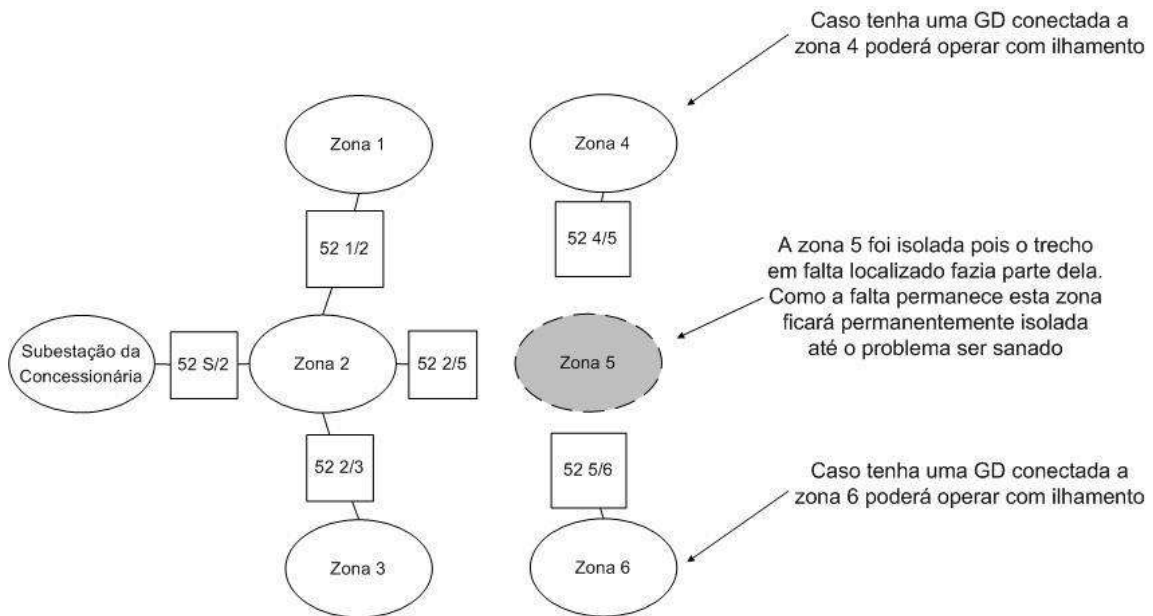 Caso tenha uma GD conectada a
zona 4 poderá operar com ilhamento
Zona 1
Zona 4
52 1/2
52 4/5
A zona 5 foi isolada pois o trecho
em falta localizado fazia parte dela.
Como a falta permanece esta zona
ficará permanentemente isolada
até o problema ser sanado
Subestação da
Concessionária
52 S/2
Zona 2
52 2/5
Zona 5
52 2/3
52 5/6
Caso tenha uma GD conectada a
zona 6 poderá operar com ilhamento
Zona 3
Zona 6